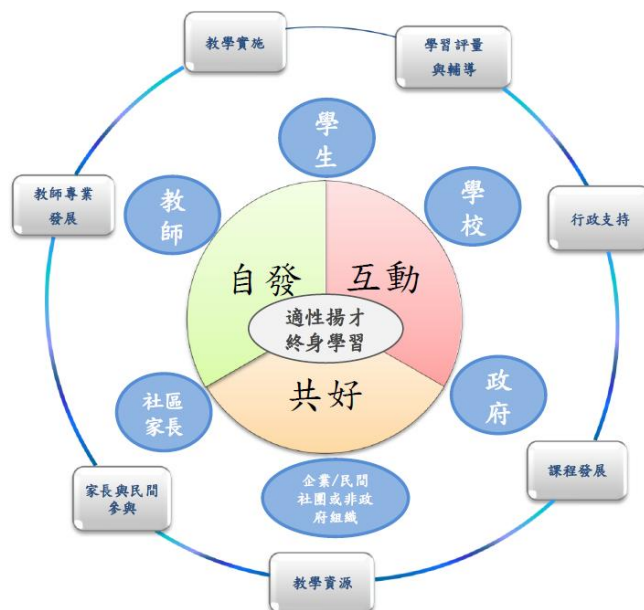 教學實施
學習評量
與輔導
學
生
教師專業
發展
教
師
學
校
行政支持
自發
互動
適性揚才
終身學習
共好
社區
家長
政
府
企業/民間
社團或非政
府組織
家長與民間
參與
課程發展
教學資源